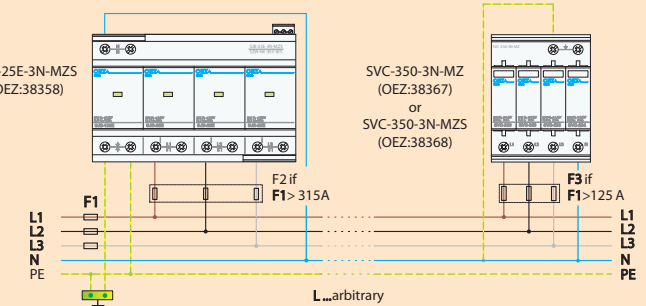 -25E-3N-MZS
OEZ:38358)
SVC-350-3N-MZ
(OEZ:38367)
or
SVC-350-3N-MZS
(OEZ:38368)
F2 if
F1> 315A
F3 if
F1>125 A
F1
L1
L2
L3
N
PE
L1
L2
L3
N
PE
L ...arbitrary